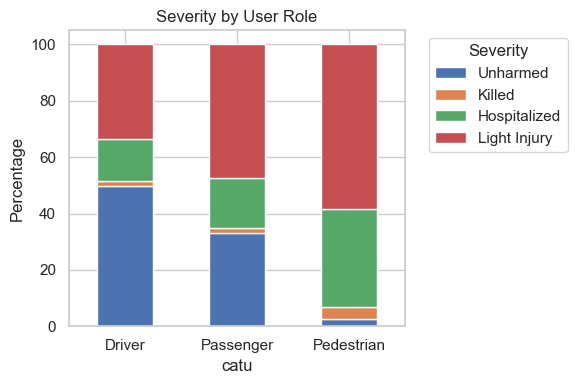 Severity by User Role
100
80
60
40
20
0
Percentage
Driver
Passenger
Pedestrian
catu
Severity
Unharmed
Killed
Hospitalized
Light Injury